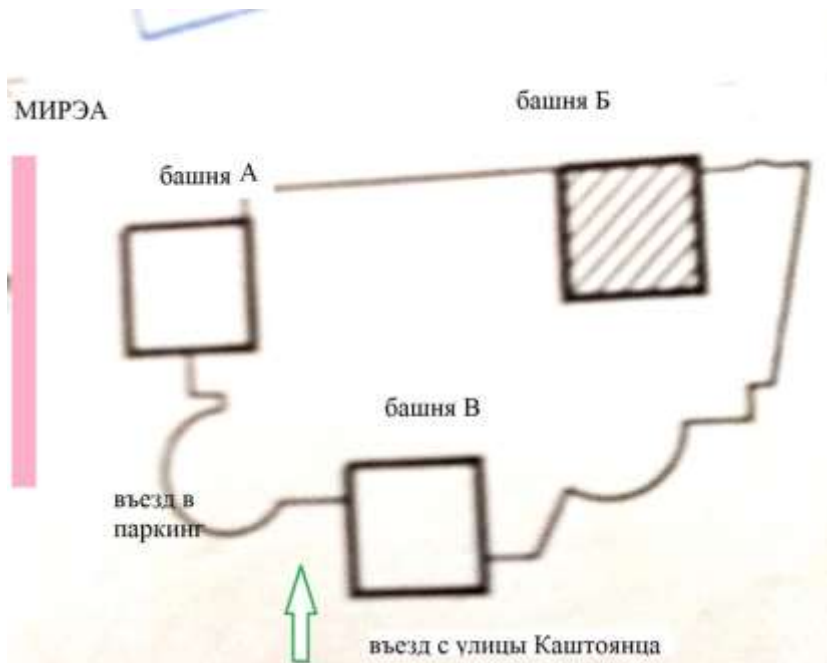 МИРЭА
башня Б
башня А
башня В
въезд в
паркинг
въезд с улицы Каштоянца